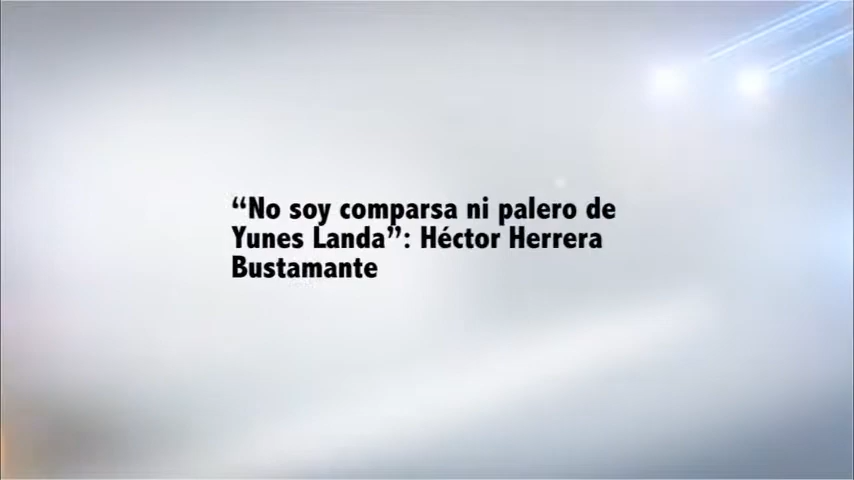 “No soy comparsa ni palero de
Yunes Landa”: Héctor Herrera
Bustamante